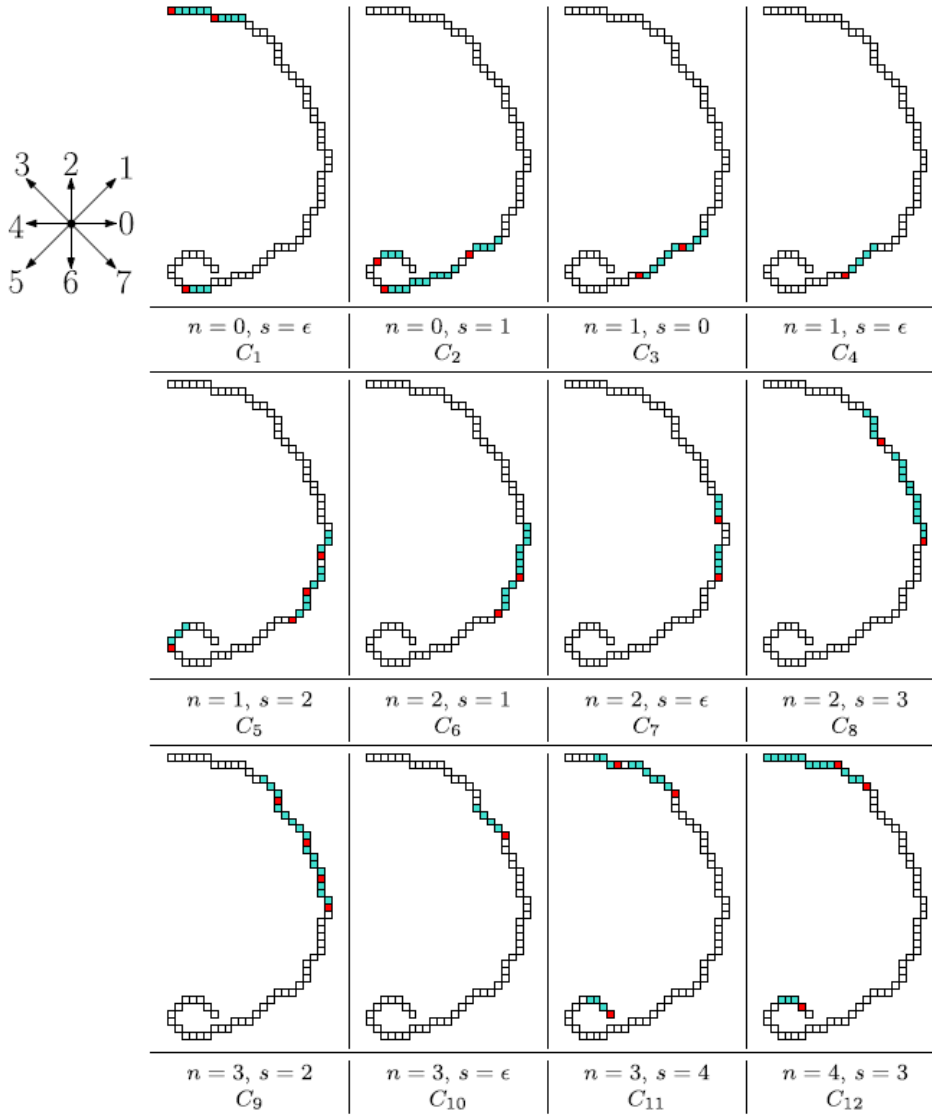 3 2 1
4 0
5 6 7
n = 0, s = ϵ
C₁
n = 0, s = 1
C₂
n = 1, s = 0
C₃
n = 1, s = ϵ
C₄
n = 1, s = 2
C₅
n = 2, s = 1
C₆
n = 2, s = ϵ
C₇
n = 2, s = 3
C₈
n = 3, s = 2
C₉
n = 3, s = ϵ
C₁₀
n = 3, s = 4
C₁₁
n = 4, s = 3
C₁₂